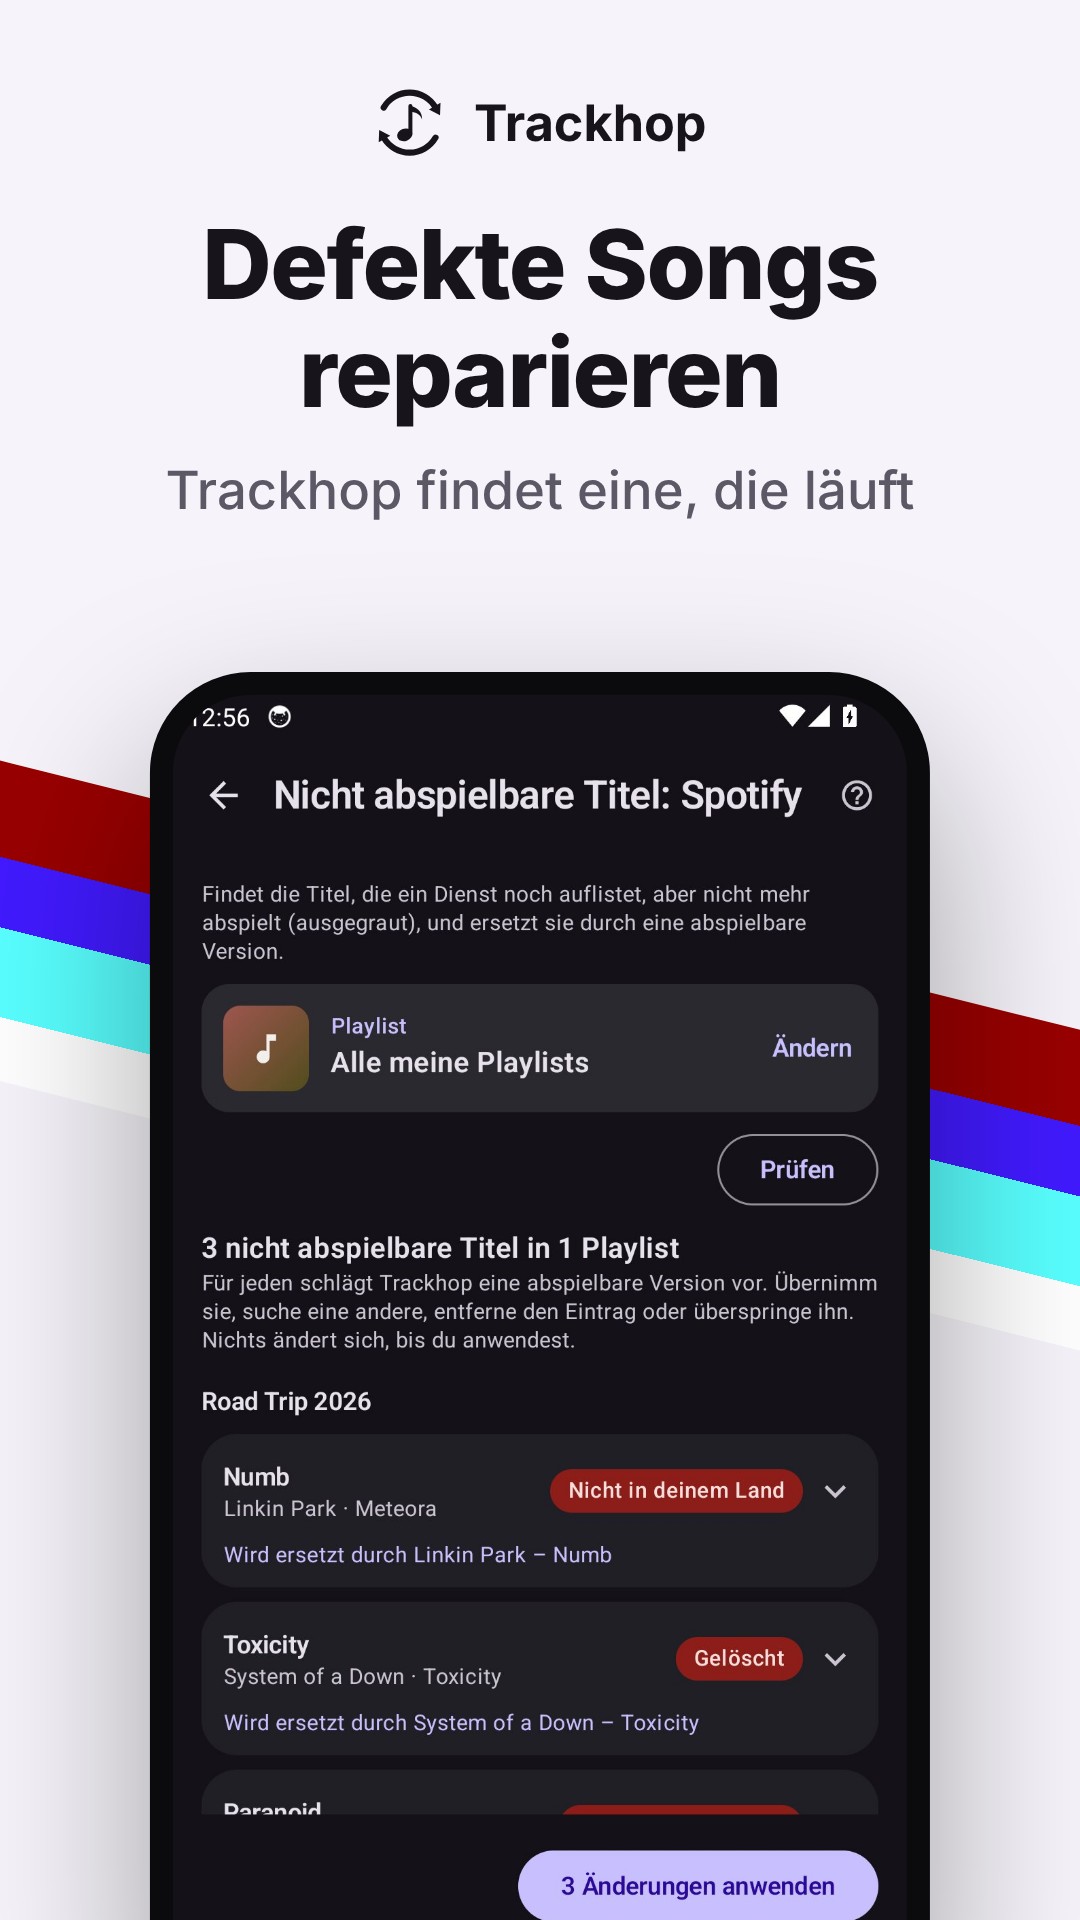 Trackhop
Defekte Songs
reparieren
Trackhop findet eine, die läuft
12:56
Nicht abspielbare Titel: Spotify
Findet die Titel, die ein Dienst noch auflistet, aber nicht mehr
abspielt (ausgegraut), und ersetzt sie durch eine abspielbare
Version.
Playlist
Alle meine Playlists
Ändern
Prüfen
3 nicht abspielbare Titel in 1 Playlist
Für jeden schlägt Trackhop eine abspielbare Version vor. Übernimm
sie, suche eine andere, entferne den Eintrag oder überspringe ihn.
Nichts ändert sich, bis du anwendest.
Road Trip 2026
Numb
Linkin Park · Meteora
Nicht in deinem Land
Wird ersetzt durch Linkin Park – Numb
Toxicity
System of a Down · Toxicity
Gelöscht
Wird ersetzt durch System of a Down – Toxicity
Paranoid
3 Änderungen anwenden